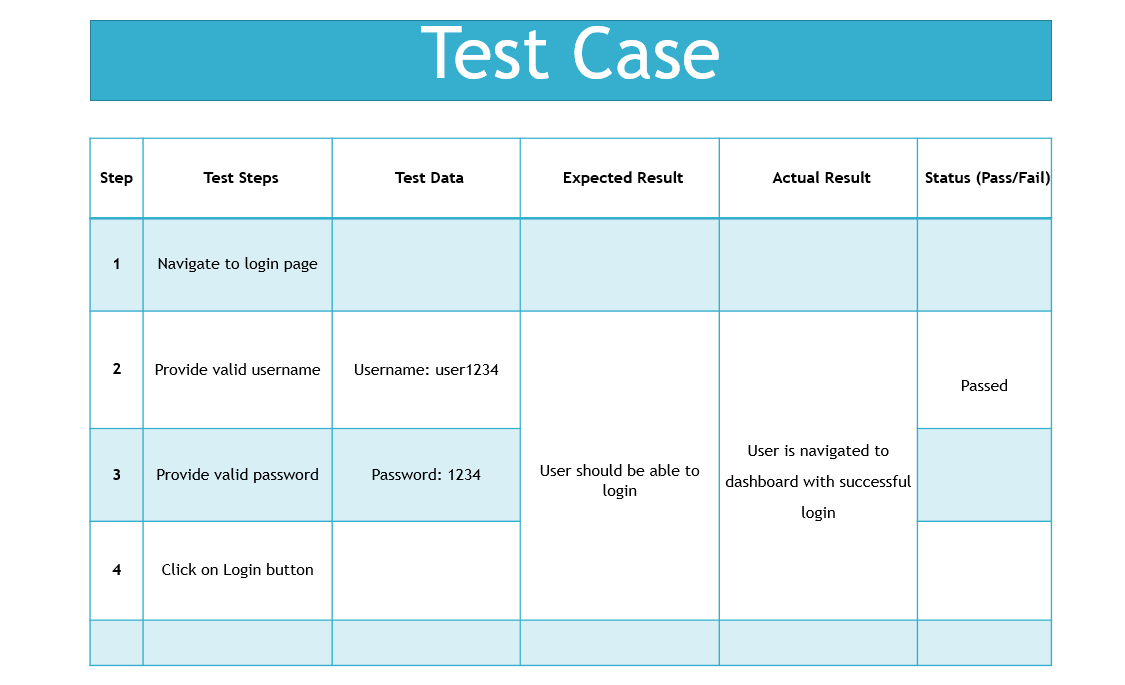 Test Case
Step Test Steps Test Data Expected Result Actual Result Status (Pass/Fail)
1 Navigate to login page
2 Provide valid username Username: user1234
Passed
3 Provide valid password Password: 1234
User should be able to
login
User is navigated to
dashboard with successful
login
4 Click on Login button